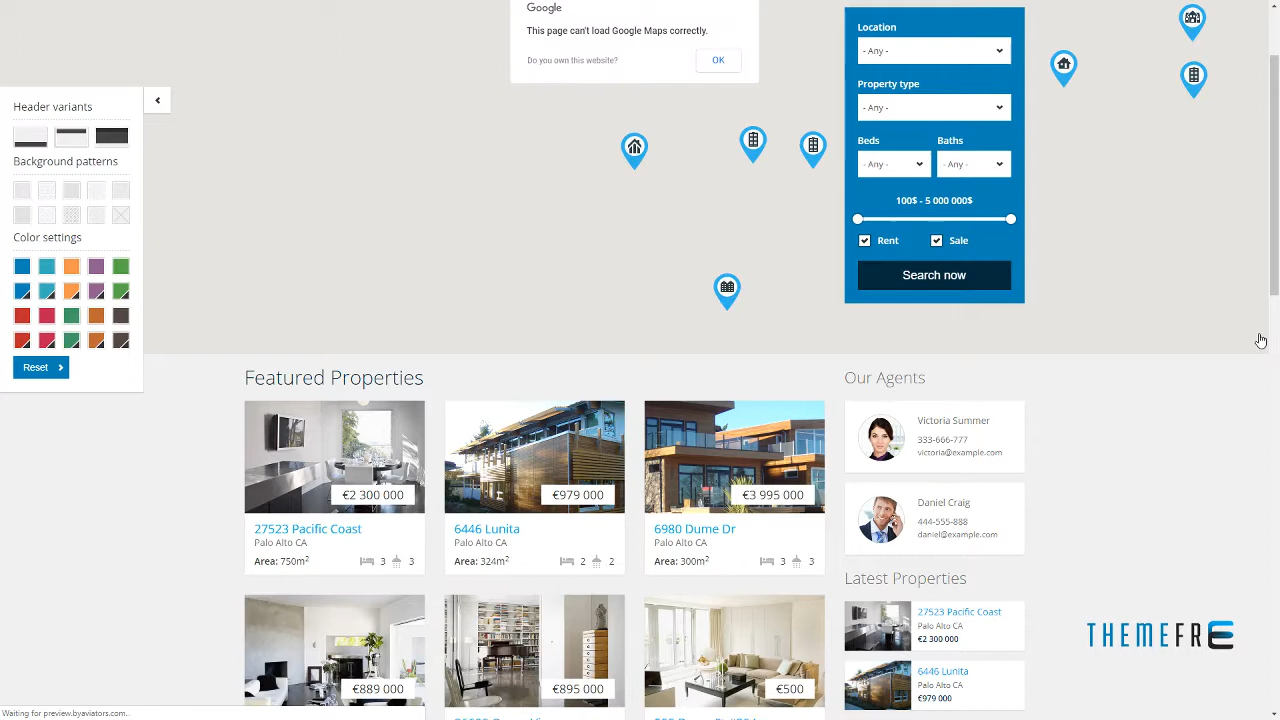 Google
This page can't load Google Maps correctly.
Do you own this website?
OK
Location
- Any -
Property type
- Any -
Beds
Baths
- Any -
- Any -
100$ - 5 000 000$
Rent
Sale
Search now
Header variants
Background patterns
Color settings
Reset
Featured Properties
€2 300 000
27523 Pacific Coast
Palo Alto CA
Area: 750m²
3
3
€979 000
6446 Lunita
Palo Alto CA
Area: 324m²
2
2
€3 995 000
6980 Dume Dr
Palo Alto CA
Area: 300m²
3
3
€889 000
€895 000
€500
Our Agents
Victoria Summer
333-666-777
victoria@example.com
Daniel Craig
444-555-888
daniel@example.com
Latest Properties
27523 Pacific Coast
Palo Alto CA
€2 300 000
6446 Lunita
Palo Alto CA
€979 000
THEMEFRE
Waiting for preview.byaviators.com...